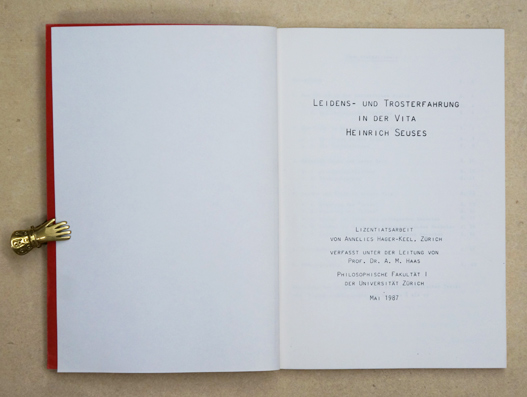 Leidens- und Trosterfahrung
in der Vita
Heinrich Seuses
Lizentiatsarbeit
von Annelies Hager-Keel, Zürich
verfasst unter der Leitung von
Prof. Dr. A. M. Haas
Philosophische Fakultät I
der Universität Zürich
Mai 1987